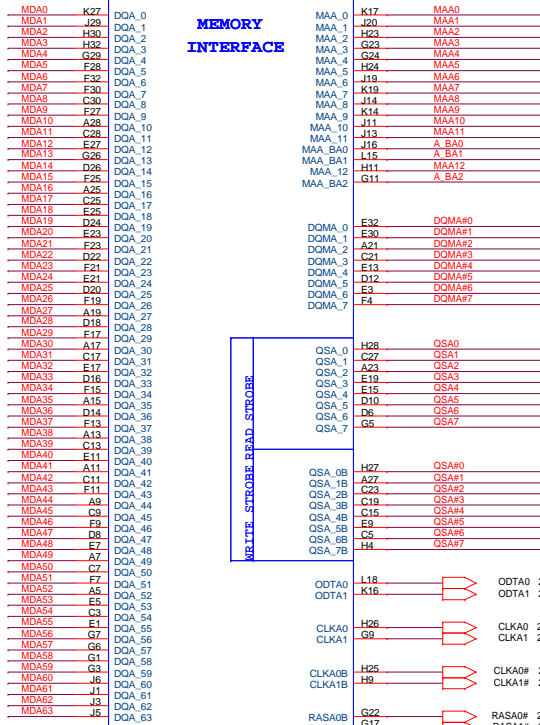 MDA0 K27 DQA_0
MDA1 J29 DQA_1
MDA2 H30 DQA_2
MDA3 H32 DQA_3
MDA4 G29 DQA_4
MDA5 F28 DQA_5
MDA6 F32 DQA_6
MDA7 F30 DQA_7
MDA8 C30 DQA_8
MDA9 F27 DQA_9
MDA10 A28 DQA_10
MDA11 C28 DQA_11
MDA12 E27 DQA_12
MDA13 G26 DQA_13
MDA14 D26 DQA_14
MDA15 F25 DQA_15
MDA16 A25 DQA_16
MDA17 C25 DQA_17
MDA18 E25 DQA_18
MDA19 D24 DQA_19
MDA20 E23 DQA_20
MDA21 F23 DQA_21
MDA22 D22 DQA_22
MDA23 F21 DQA_23
MDA24 E21 DQA_24
MDA25 D20 DQA_25
MDA26 F19 DQA_26
MDA27 A19 DQA_27
MDA28 D18 DQA_28
MDA29 F17 DQA_29
MDA30 A17 DQA_30
MDA31 C17 DQA_31
MDA32 E17 DQA_32
MDA33 D16 DQA_33
MDA34 F15 DQA_34
MDA35 A15 DQA_35
MDA36 D14 DQA_36
MDA37 F13 DQA_37
MDA38 A13 DQA_38
MDA39 C13 DQA_39
MDA40 E11 DQA_40
MDA41 A11 DQA_41
MDA42 C11 DQA_42
MDA43 F11 DQA_43
MDA44 A9 DQA_44
MDA45 C9 DQA_45
MDA46 F9 DQA_46
MDA47 D8 DQA_47
MDA48 E7 DQA_48
MDA49 A7 DQA_49
MDA50 C7 DQA_50
MDA51 F7 DQA_51
MDA52 A5 DQA_52
MDA53 E5 DQA_53
MDA54 C3 DQA_54
MDA55 E1 DQA_55
MDA56 G7 DQA_56
MDA57 G6 DQA_57
MDA58 G1 DQA_58
MDA59 G3 DQA_59
MDA60 J6 DQA_60
MDA61 J1 DQA_61
MDA62 J3 DQA_62
MDA63 J5 DQA_63
MEMORY
INTERFACE
WRITE STROBE READ STROBE
MAA_0 K17 MAA0
MAA_1 J20 MAA1
MAA_2 H23 MAA2
MAA_3 G23 MAA3
MAA_4 G24 MAA4
MAA_5 H24 MAA5
MAA_6 J19 MAA6
MAA_7 K19 MAA7
MAA_8 J14 MAA8
MAA_9 K14 MAA9
MAA_10 J11 MAA10
MAA_11 J13 MAA11
MAA_BA0 J16 A_BA0
MAA_BA1 L15 A_BA1
MAA_12 H11 MAA12
MAA_BA2 G11 A_BA2
DQMA_0 E32 DQMA#0
DQMA_1 E30 DQMA#1
DQMA_2 A21 DQMA#2
DQMA_3 C21 DQMA#3
DQMA_4 E13 DQMA#4
DQMA_5 D12 DQMA#5
DQMA_6 E3 DQMA#6
DQMA_7 F4 DQMA#7
QSA_0 H28 QSA0
QSA_1 C27 QSA1
QSA_2 A23 QSA2
QSA_3 E19 QSA3
QSA_4 E15 QSA4
QSA_5 D10 QSA5
QSA_6 D6 QSA6
QSA_7 G5 QSA7
QSA_0B H27 QSA#0
QSA_1B A27 QSA#1
QSA_2B C23 QSA#2
QSA_3B C19 QSA#3
QSA_4B C15 QSA#4
QSA_5B E9 QSA#5
QSA_6B C5 QSA#6
QSA_7B H4 QSA#7
ODTA0 L18 ODTA0 2
ODTA1 K16 ODTA1 2
CLKA0 H26 CLKA0 2
CLKA1 G9 CLKA1 2
CLKA0B H25 CLKA0# 2
CLKA1B H9 CLKA1# 2
RASA0B G22 RASA0# 2
G17